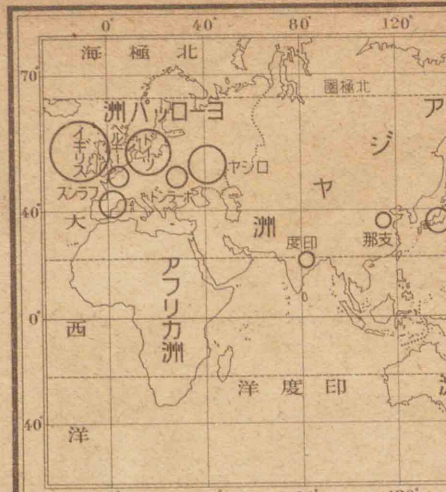 0° 40° 80° 120°
海 極 北
70°
北極圏
洲パッロヨ
ア
ジ
ヤ
洲
イギリス
ベルギー
ドイツ
ヤシロ
スンラフ
40°
大
西
洋
那支
度印
アフリカ洲
0°
洋 度 印
40°